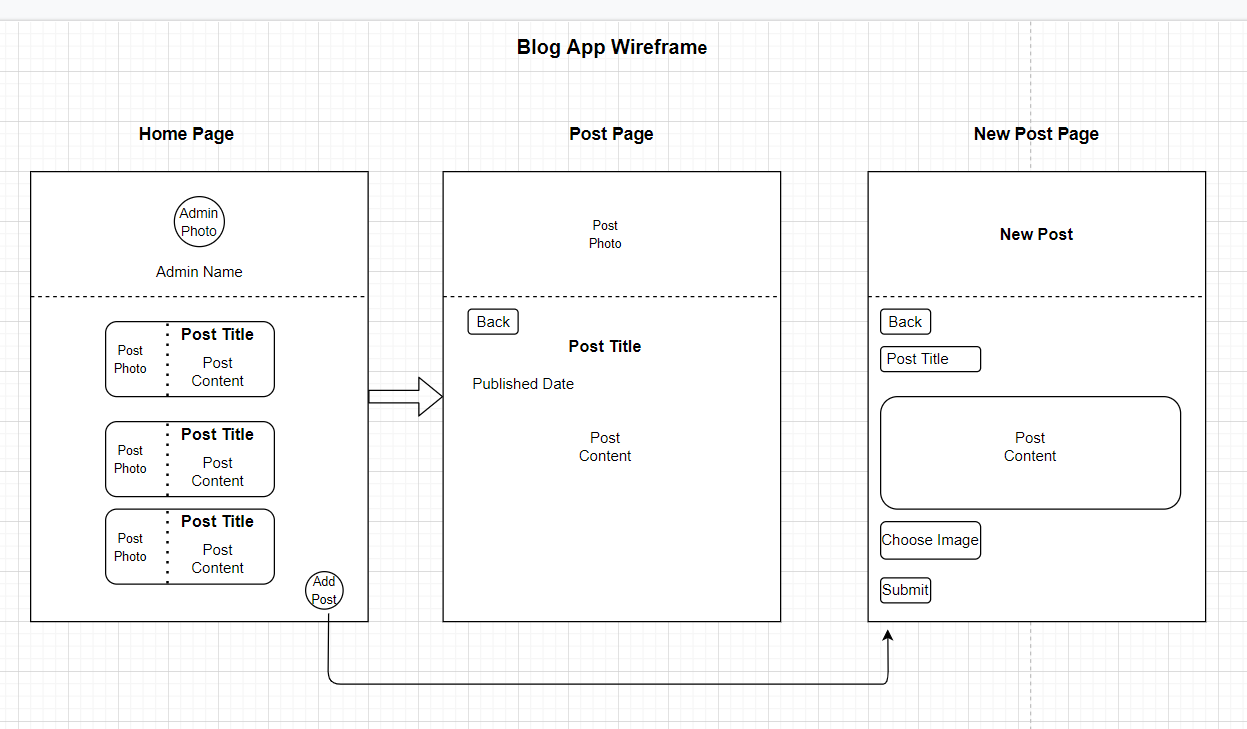 Blog App Wireframe
Home Page
Admin
Photo
Admin Name
Post
Photo
Post Title
Post
Content
Post
Photo
Post Title
Post
Content
Post
Photo
Post Title
Post
Content
Add
Post
Post Page
Post
Photo
Back
Post Title
Published Date
Post
Content
New Post Page
New Post
Back
Post Title
Post
Content
Choose Image
Submit